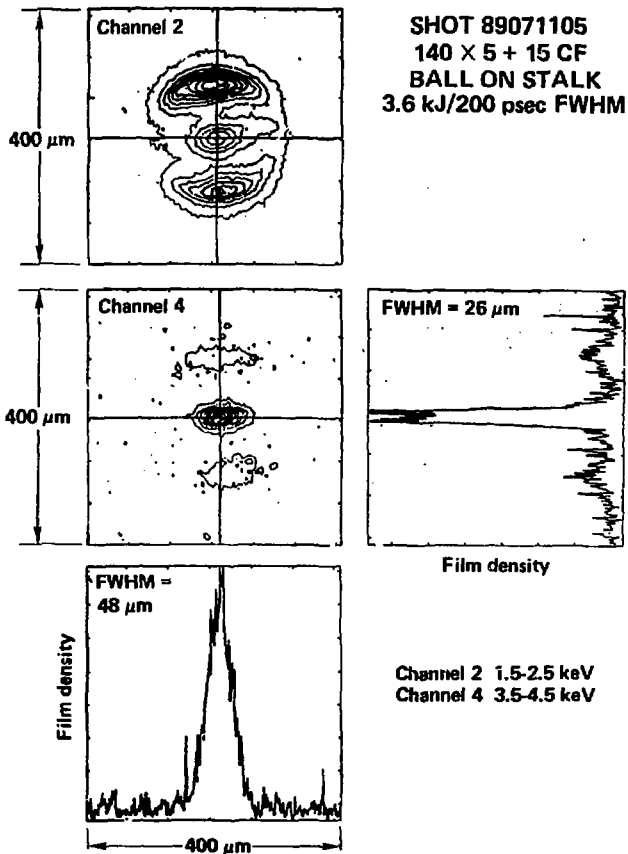 Channel 2
SHOT 89071105
140 X 5 + 15 CF
BALL ON STALK
3.6 kJ/200 psec FWHM
400 μm
Channel 4
FWHM = 26 μm
400 μm
Film density
FWHM =
48 μm
Film density
Channel 2 1.5-2.5 keV
Channel 4 3.5-4.5 keV
400 μm